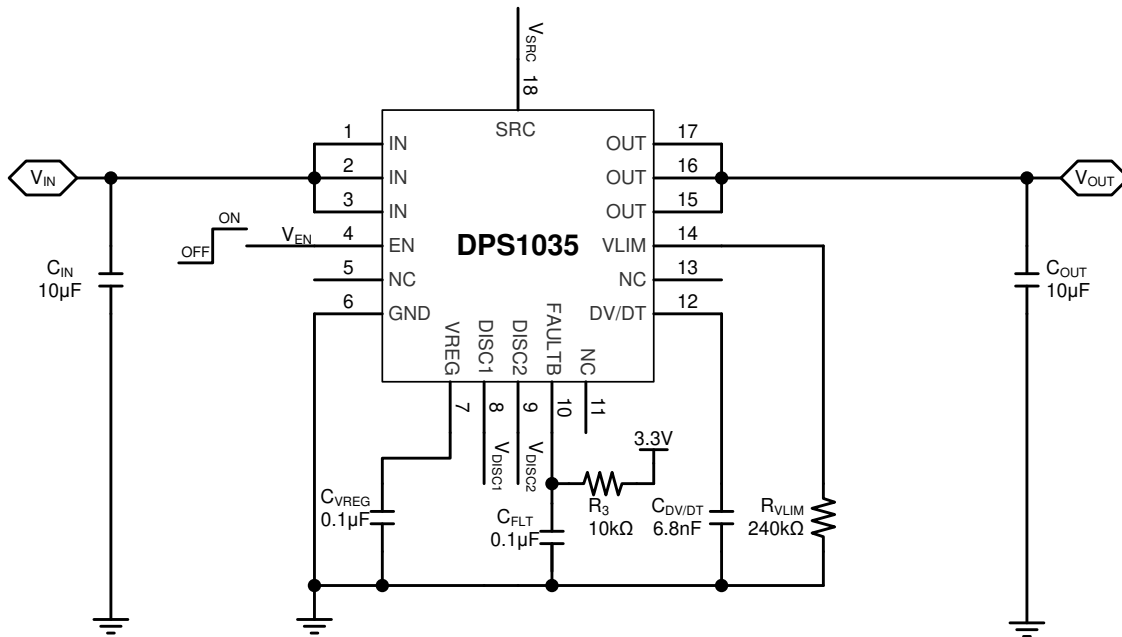 VSRC
18
SRC
1
IN
OUT
17
VIN
2
IN
OUT
16
VOUT
3
IN
OUT
15
ON
OFF
VEN
4
EN
DPS1035
VLIM
14
CIN
10µF
5
NC
NC
13
COUT
10µF
6
GND
DV/DT
12
VREG
DISC1
DISC2
FAULTB
NC
7
8
9
10
11
VDISC1
VDISC2
3.3V
CVREG
0.1µF
CFLT
0.1µF
R3
10kΩ
CDV/DT
6.8nF
RVLIM
240kΩ